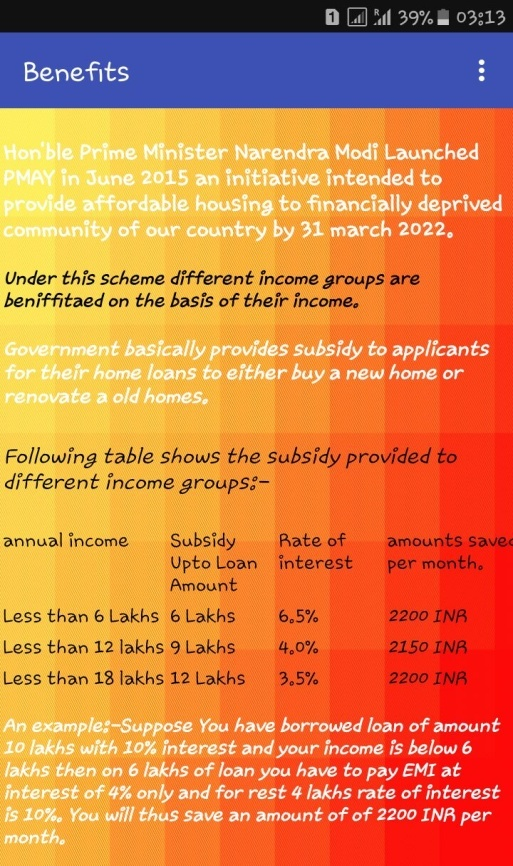 1 R 39% 03:13
Benefits
Hon'ble Prime Minister Narendra Modi Launched
PMAY in June 2015 an initiative intended to
provide affordable housing to financially deprived
community of our country by 31 march 2022.
Under this scheme different income groups are
beniffitaed on the basis of their income.
Government basically provides subsidy to applicants
for their home loans to either buy a new home or
renovate a old homes.
Following table shows the subsidy provided to
different income groups:-
annual income Subsidy Rate of amounts saved
Upto Loan interest per month.
Amount
Less than 6 Lakhs 6 Lakhs 6.5% 2200 INR
Less than 12 lakhs 9 Lakhs 4.0% 2150 INR
Less than 18 lakhs 12 Lakhs 3.5% 2200 INR
An example:-Suppose You have borrowed loan of amount
10 lakhs with 10% interest and your income is below 6
lakhs then on 6 lakhs of loan you have to pay EMI at
interest of 4% only and for rest 4 lakhs rate of interest
is 10%. You will thus save an amount of of 2200 INR per
month.